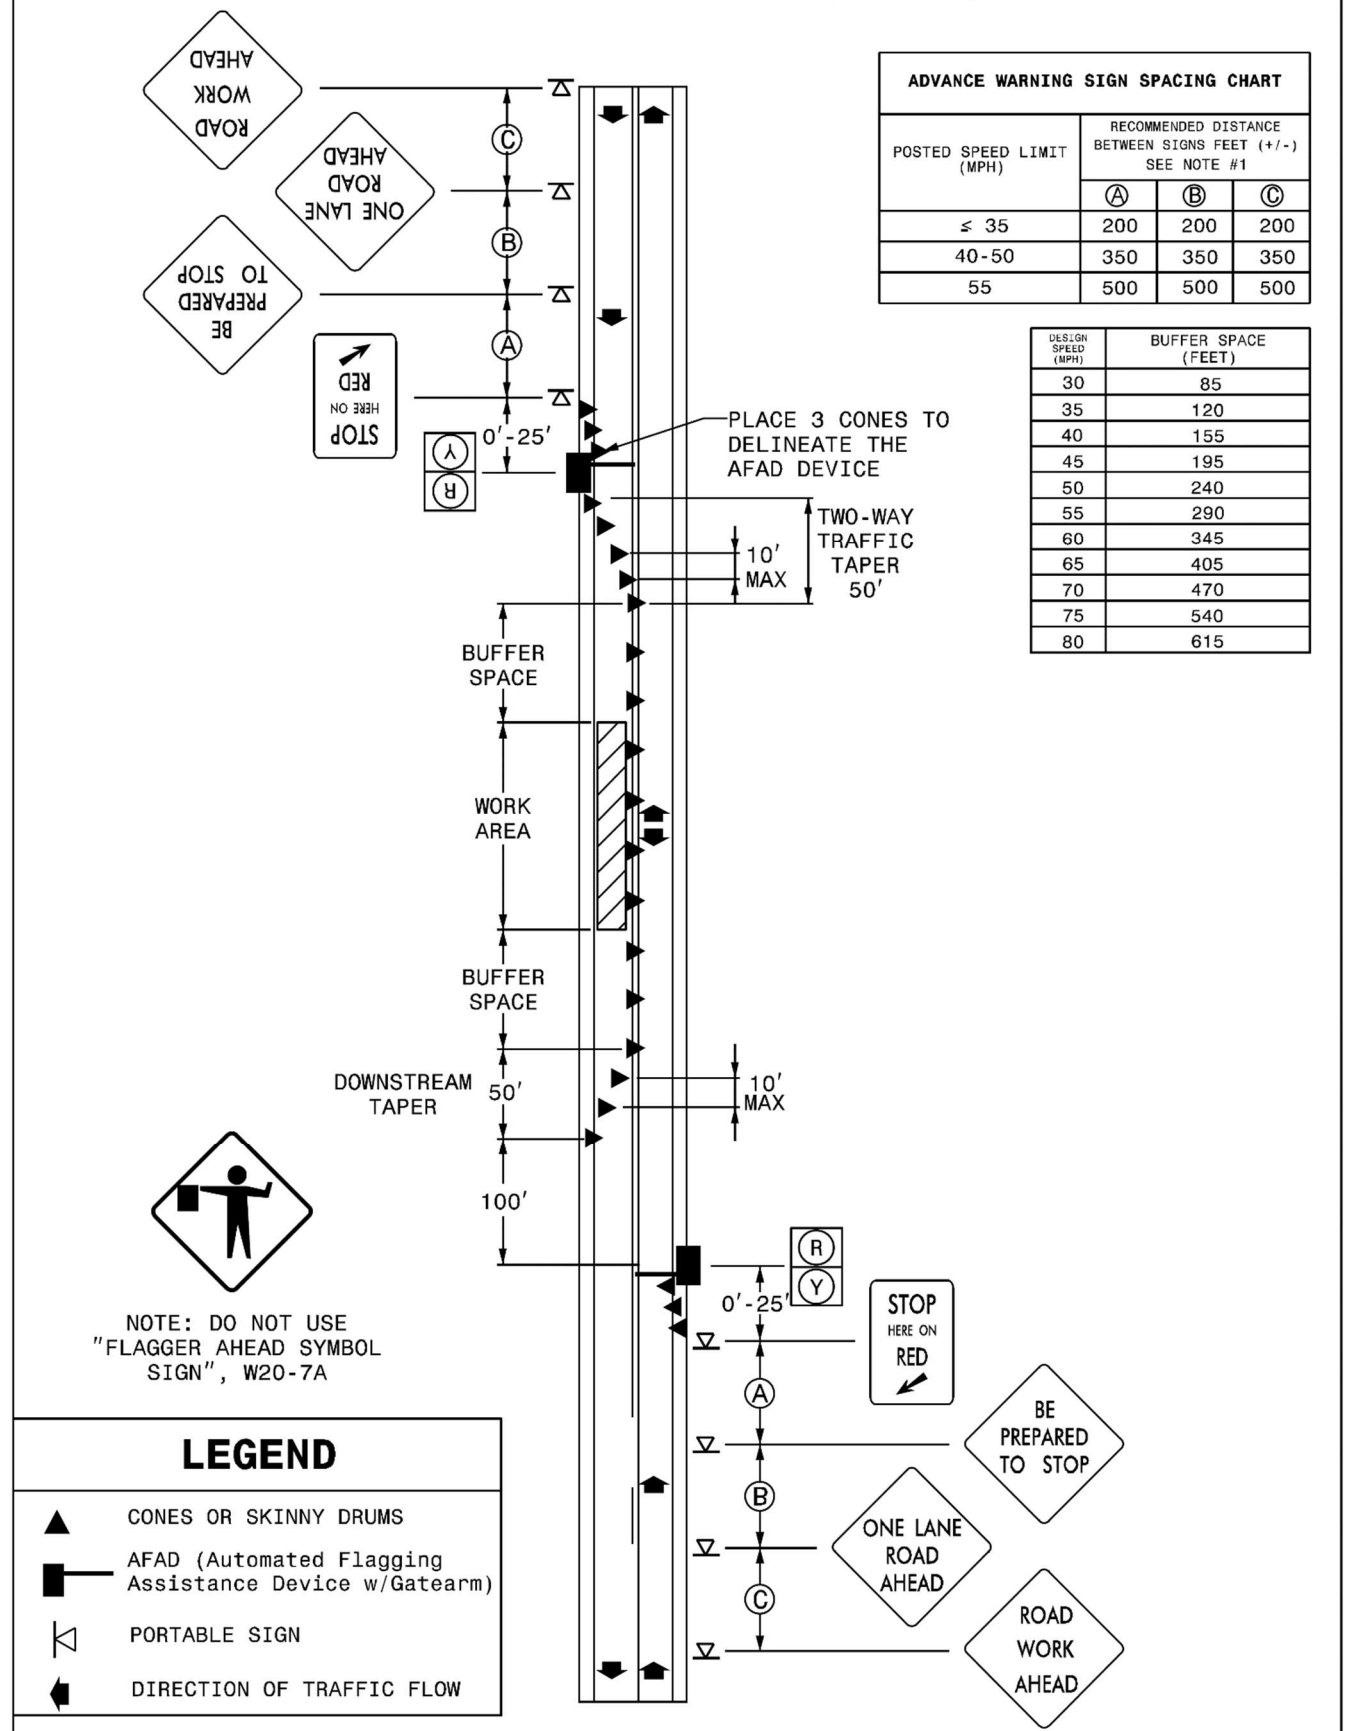 ROAD
WORK
AHEAD
C
ONE LANE
ROAD
AHEAD
B
BE
PREPARED
TO STOP
A
STOP
HERE ON
RED
0'-25'
Y
R
ADVANCE WARNING SIGN SPACING CHART
POSTED SPEED LIMIT
(MPH)
RECOMMENDED DISTANCE
BETWEEN SIGNS FEET (+/-)
SEE NOTE #1
A B C
≤ 35 200 200 200
40-50 350 350 350
55 500 500 500
DESIGN
SPEED
(MPH)
BUFFER SPACE
(FEET)
30 85
35 120
40 155
45 195
50 240
55 290
60 345
65 405
70 470
75 540
80 615
PLACE 3 CONES TO
DELINEATE THE
AFAD DEVICE
TWO-WAY
TRAFFIC
TAPER
50'
10'
MAX
BUFFER
SPACE
WORK
AREA
BUFFER
SPACE
DOWNSTREAM
TAPER
50'
10'
MAX
100'
NOTE: DO NOT USE
"FLAGGER AHEAD SYMBOL
SIGN", W20-7A
R
Y
0'-25'
STOP
HERE ON
RED
A
BE
PREPARED
TO STOP
B
ONE LANE
ROAD
AHEAD
C
ROAD
WORK
AHEAD
LEGEND
CONES OR SKINNY DRUMS
AFAD (Automated Flagging
Assistance Device w/Gatearm)
PORTABLE SIGN
DIRECTION OF TRAFFIC FLOW